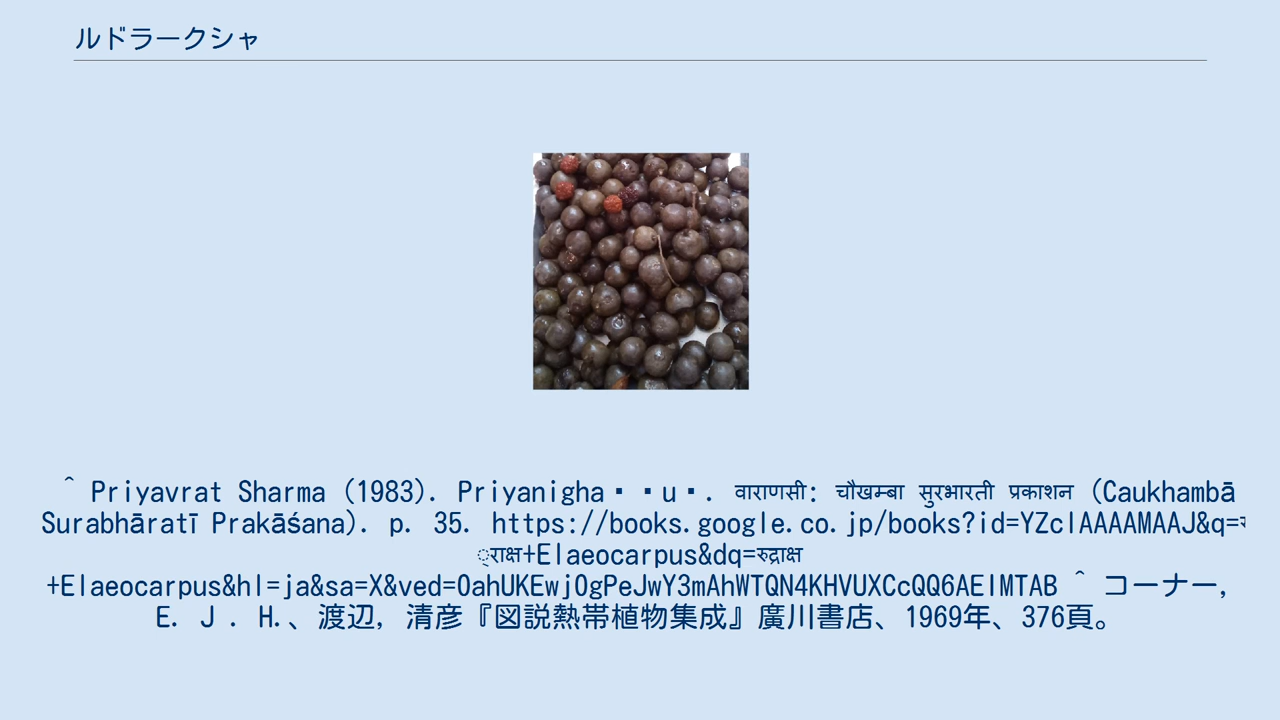 ルドラークシャ
^ Priyavrat Sharma (1983). Priyanigha▪▪u▪. वाराणसी: चौखम्बा सुरभारती प्रकाशन (Caukhambā
Surabhāratī Prakāśana). p. 35. https://books.google.co.jp/books?id=YZclAAAAMAAJ&q=
्राक्ष+Elaeocarpus&dq=रुद्राक्ष
+Elaeocarpus&hl=ja&sa=X&ved=0ahUKEwj0gPeJwY3mAhWTQN4KHVUXCcQQ6AEIMTAB ^ コーナー,
E. J . H.、渡辺, 清彦『図説熱帯植物集成』廣川書店、1969年、376頁。